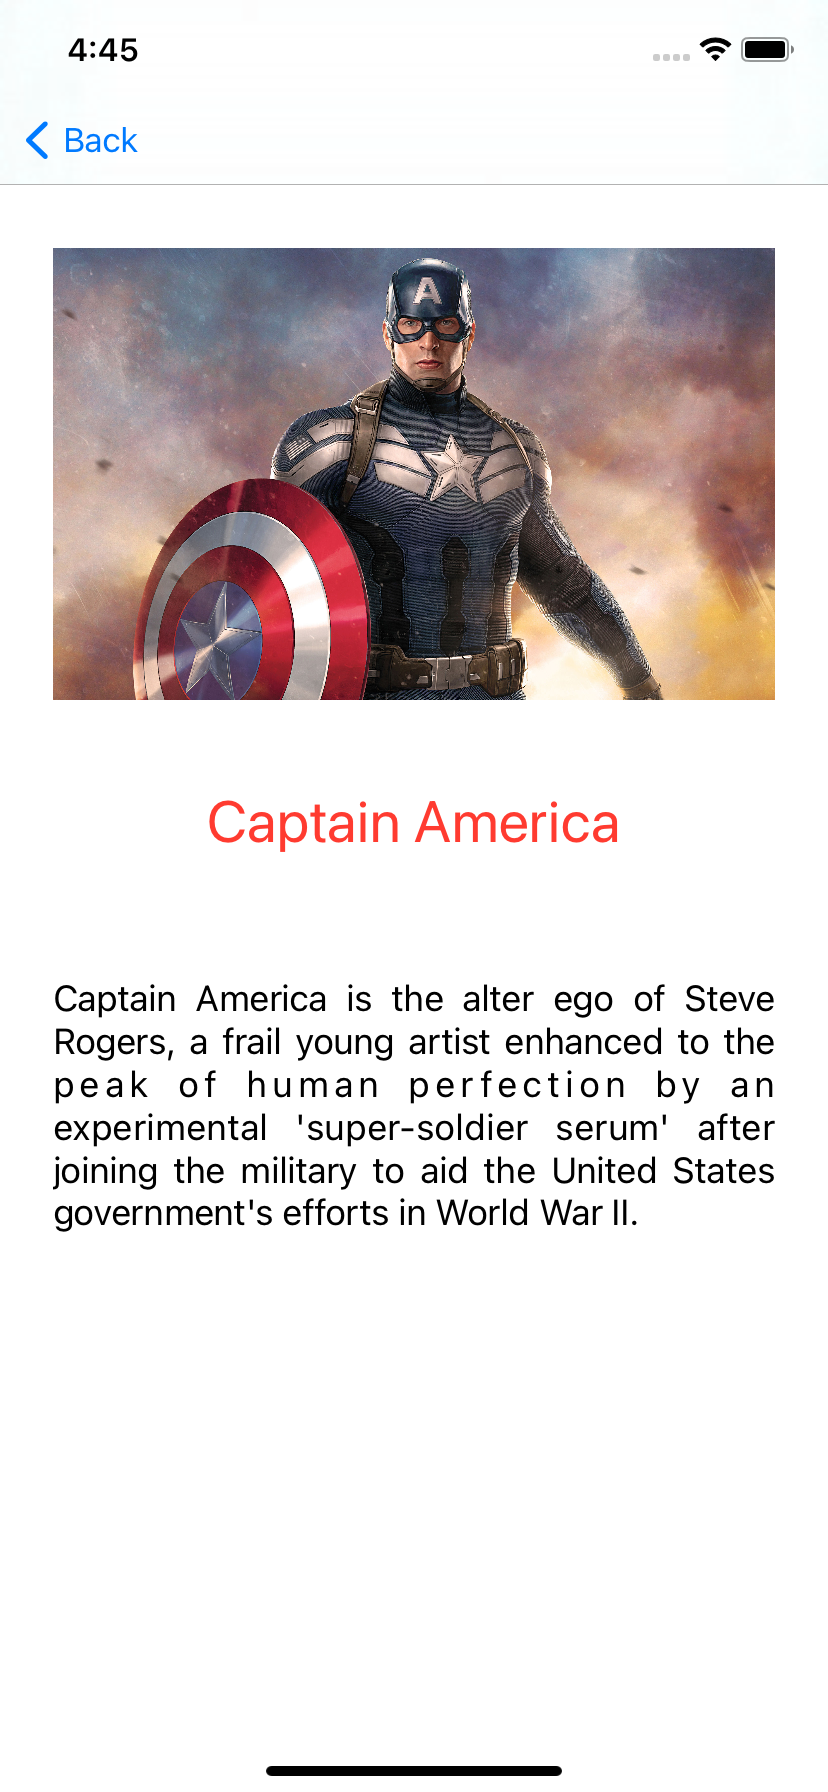 4:45
Back
A
Captain America
Captain America is the alter ego of Steve
Rogers, a frail young artist enhanced to the
peak of human perfection by an
experimental 'super-soldier serum' after
joining the military to aid the United States
government's efforts in World War II.